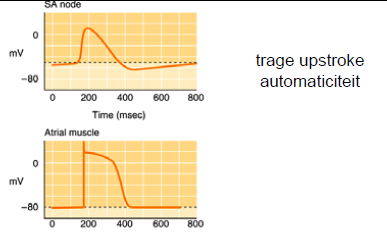 SA node
0
mV
−80
0 200 400 600 800
Time (msec)
trage upstroke
automaticiteit
Atrial muscle
0
mV
−80
0 200 400 600 800